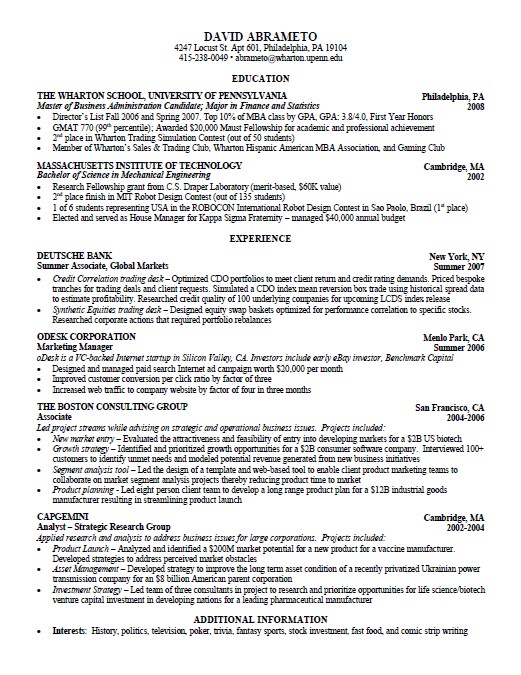 DAVID ABRAMETO
4247 Locust St. Apt 601, Philadelphia, PA 19104
415-238-0049 • abrameto@wharton.upenn.edu
EDUCATION
THE WHARTON SCHOOL, UNIVERSITY OF PENNSYLVANIA Philadelphia, PA
Master of Business Administration Candidate; Major in Finance and Statistics 2008
• Director's List Fall 2006 and Spring 2007. Top 10% of MBA class by GPA, GPA: 3.8/4.0, First Year Honors
• GMAT 770 (99th percentile); Awarded $20,000 Maust Fellowship for academic and professional achievement
• 2nd place in Wharton Trading Simulation Contest (out of 50 students)
• Member of Wharton's Sales & Trading Club, Wharton Hispanic American MBA Association, and Gaming Club
MASSACHUSETTS INSTITUTE OF TECHNOLOGY Cambridge, MA
Bachelor of Science in Mechanical Engineering 2002
• Research Fellowship grant from C.S. Draper Laboratory (merit-based, $60K value)
• 2nd place finish in MIT Robot Design Contest (out of 135 students)
• 1 of 6 students representing USA in the ROBOCON International Robot Design Contest in Sao Paolo, Brazil (1st place)
• Elected and served as House Manager for Kappa Sigma Fraternity – managed $40,000 annual budget
EXPERIENCE
DEUTSCHE BANK New York, NY
Summer Associate, Global Markets Summer 2007
• Credit Correlation trading desk – Optimized CDO portfolios to meet client return and credit rating demands. Priced bespoke
tranches for trading deals and client requests. Simulated a CDO index mean reversion box trade using historical spread data
to estimate profitability. Researched credit quality of 100 underlying companies for upcoming LCDS index release
• Synthetic Equities trading desk – Designed equity swap baskets optimized for performance correlation to specific stocks.
Researched corporate actions that required portfolio rebalances
ODESK CORPORATION Menlo Park, CA
Marketing Manager Summer 2006
oDesk is a VC-backed Internet startup in Silicon Valley, CA. Investors include early eBay investor, Benchmark Capital
• Designed and managed paid search Internet ad campaign worth $20,000 per month
• Improved customer conversion per click ratio by factor of three
• Increased web traffic to company website by factor of four in three months
THE BOSTON CONSULTING GROUP San Francisco, CA
Associate 2004-2006
Led project streams while advising on strategic and operational business issues. Projects included:
• New market entry – Evaluated the attractiveness and feasibility of entry into developing markets for a $2B US biotech
• Growth strategy – Identified and prioritized growth opportunities for a $2B consumer software company. Interviewed 100+
customers to identify unmet needs and modeled potential revenue generated from new business initiatives
• Segment analysis tool – Led the design of a template and web-based tool to enable client product marketing teams to
collaborate on market segment analysis projects thereby reducing product time to market
• Product planning - Led eight person client team to develop a long range product plan for a $12B industrial goods
manufacturer resulting in streamlined product launch
CAPGEMINI Cambridge, MA
Analyst – Strategic Research Group 2002-2004
Applied research and analysis to address business issues for large corporations. Projects included:
• Product Launch – Analyzed and identified a $200M market potential for a new product for a vaccine manufacturer.
Developed strategies to address perceived market obstacles
• Asset Management – Developed strategy to improve the long term asset condition of a recently privatized Ukrainian power
transmission company for an $8 billion American parent corporation
• Investment Strategy – Led team of three consultants in project to research and prioritize opportunities for life science/biotech
venture capital investment in developing nations for a leading pharmaceutical manufacturer
ADDITIONAL INFORMATION
• Interests: History, politics, television, poker, trivia, fantasy sports, stock investment, fast food, and comic strip writing